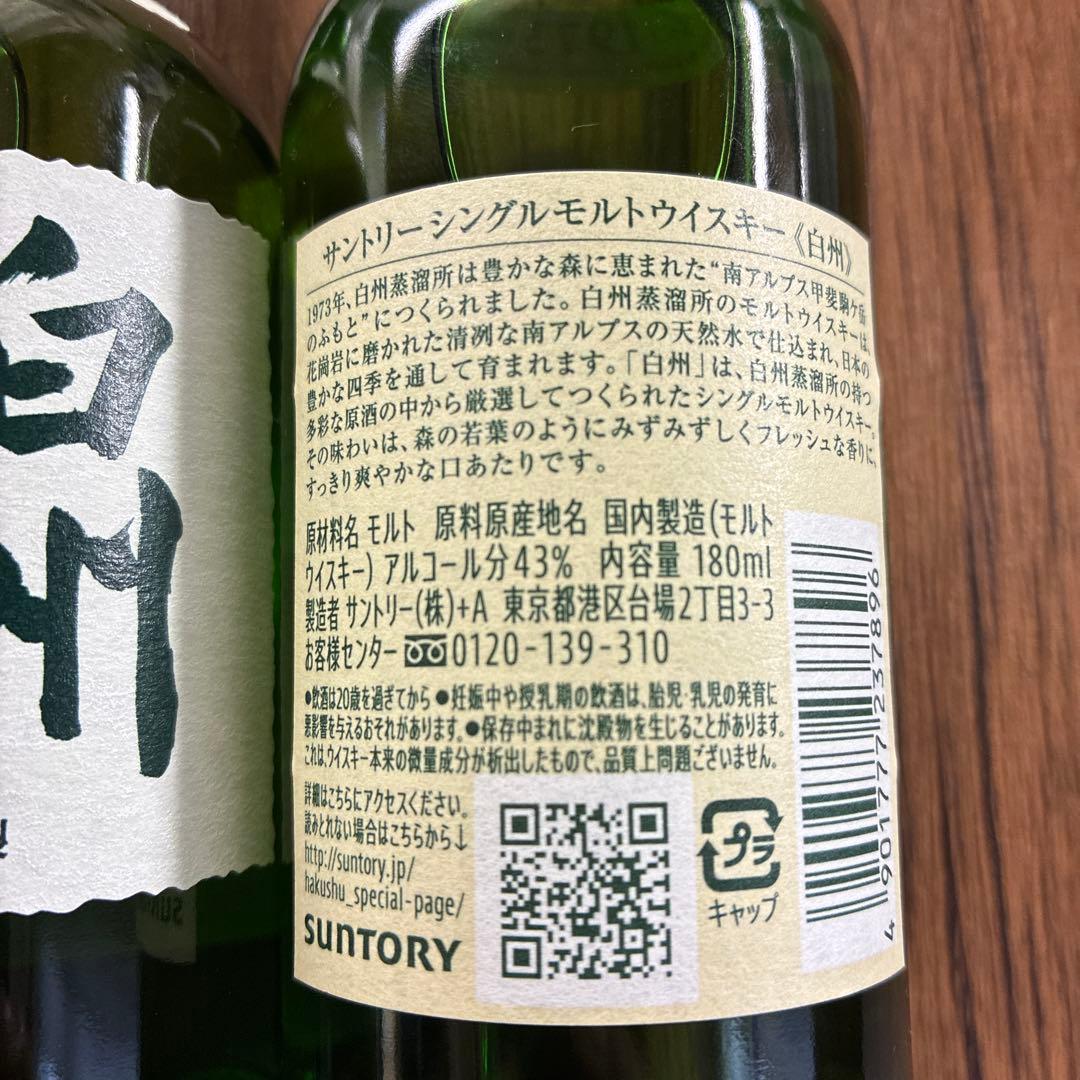 白州
サントリー シングルモルトウイスキー《白州》
1973年、白州蒸溜所は豊かな森に恵まれた“南アルプス甲斐駒ケ岳
のふもと”につくられました。白州蒸溜所のモルトウイスキーは、
花崗岩に磨かれた清冽な南アルプスの天然水で仕込まれ、日本の
豊かな四季を通して育まれます。「白州」は、白州蒸溜所の持つ
多彩な原酒の中から厳選してつくられたシングルモルトウイスキー。
その味わいは、森の若葉のようにみずみずしくフレッシュな香りに、
すっきり爽やかな口あたりです。
原材料名 モルト 原料原産地名 国内製造(モルト
ウイスキー) アルコール分43% 内容量 180ml
製造者 サントリー(株)+A 東京都港区台場2丁目3-3
お客様センター 0120-139-310
●飲酒は20歳を過ぎてから●妊娠中や授乳期の飲酒は、胎児・乳児の発育に
悪影響を与えるおそれがあります。●保存中まれに沈殿物を生じることがあります。
これは、ウイスキー本来の微量成分が析出したもので、品質上問題ございません。
詳細はこちらにアクセスください。
読みとれない場合はこちらから↓
http://suntory.jp/
hakushu_special-page/
SUNTORY
プラ
キャップ
4 901777 237896